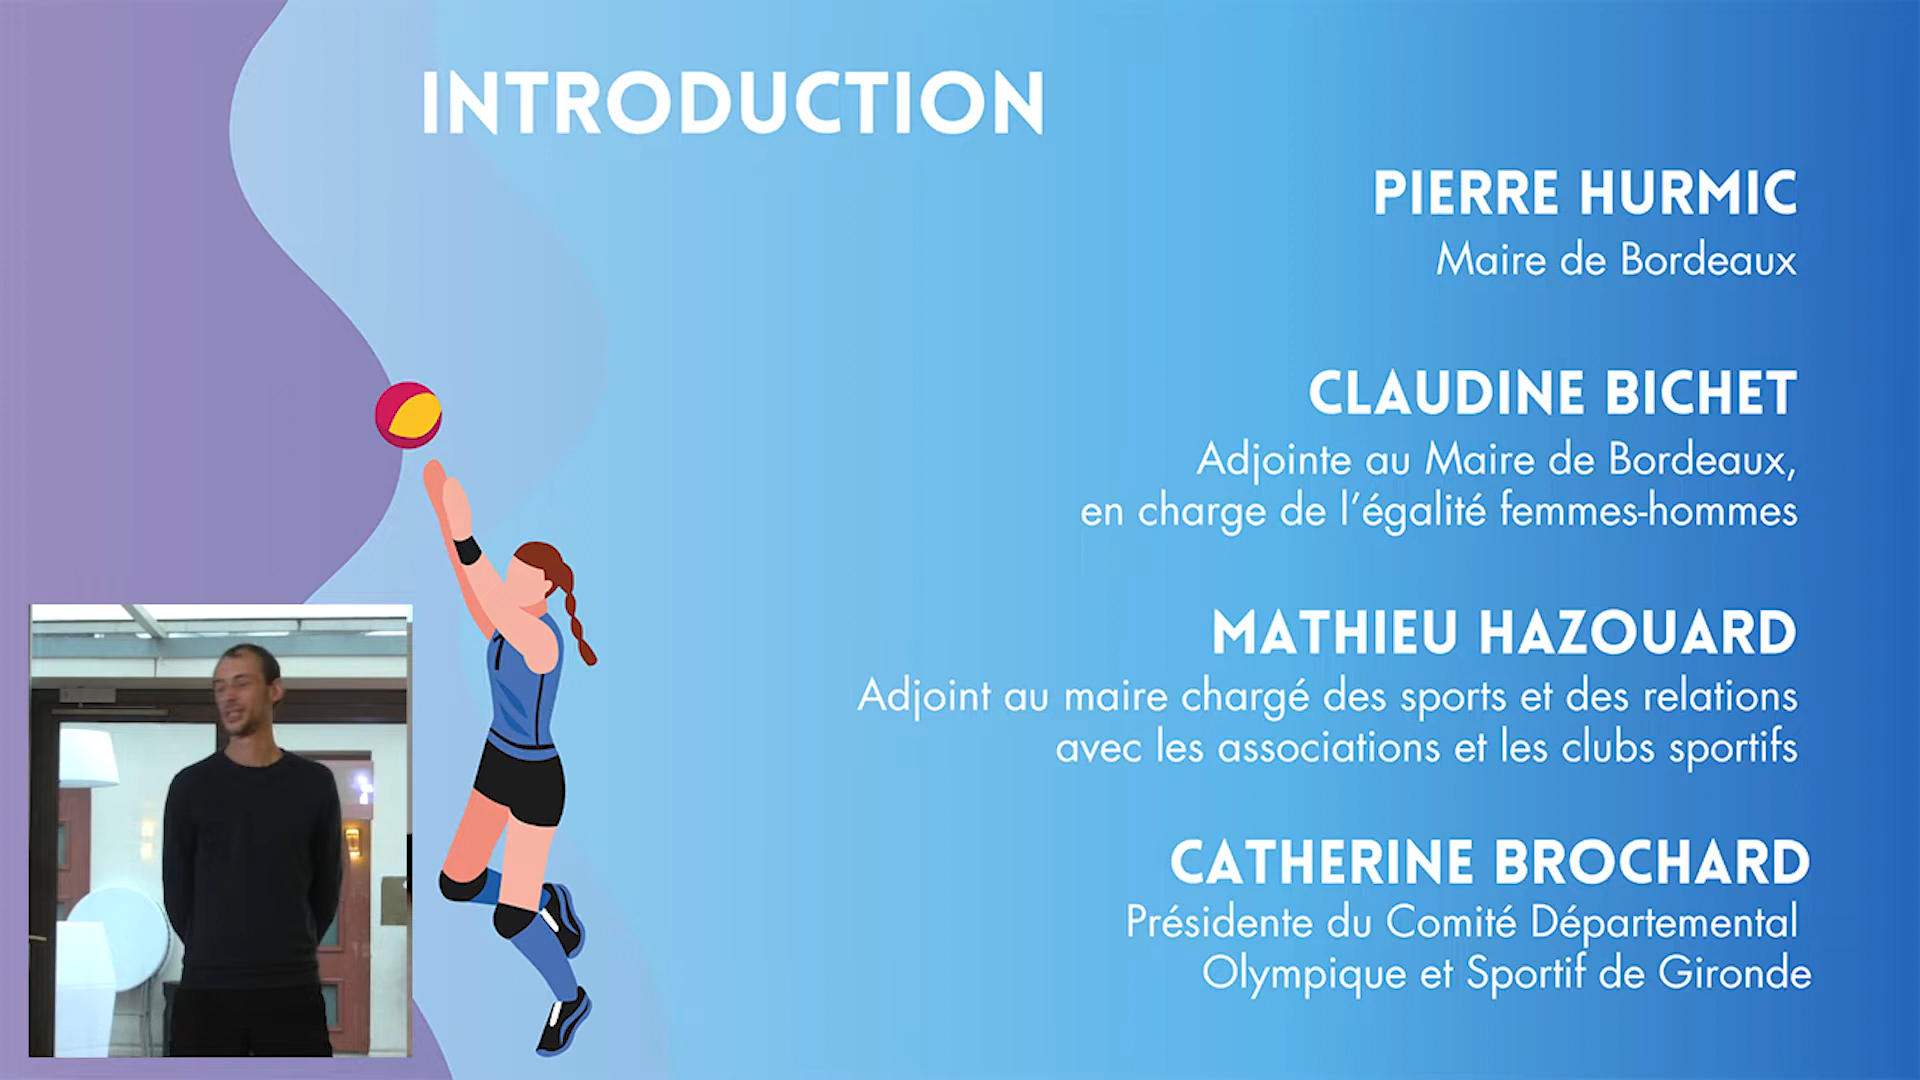 INTRODUCTION
PIERRE HURMIC
Maire de Bordeaux
CLAUDINE BICHET
Adjointe au Maire de Bordeaux,
en charge de l’égalité femmes-hommes
MATHIEU HAZOUARD
Adjoint au maire chargé des sports et des relations
avec les associations et les clubs sportifs
CATHERINE BROCHARD
Présidente du Comité Départemental
Olympique et Sportif de Gironde